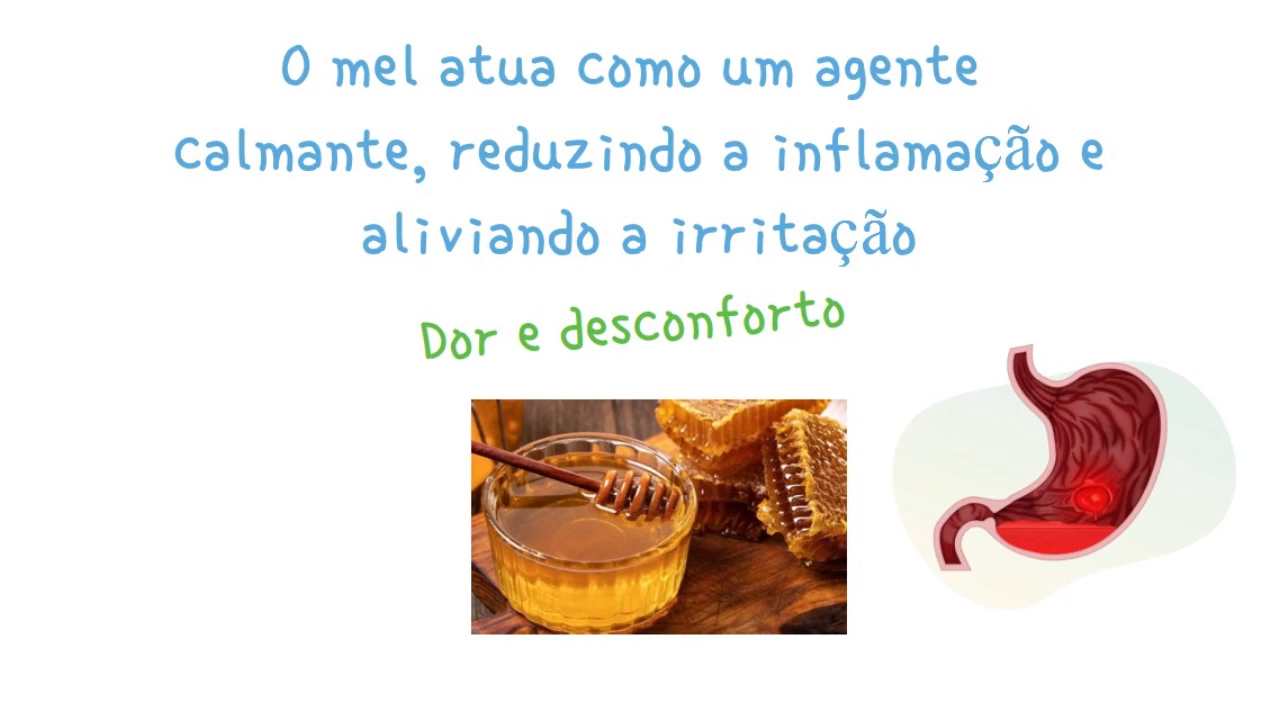 O mel atua como um agente
calmante, reduzindo a inflamação e
aliviando a irritação
Dor e desconforto